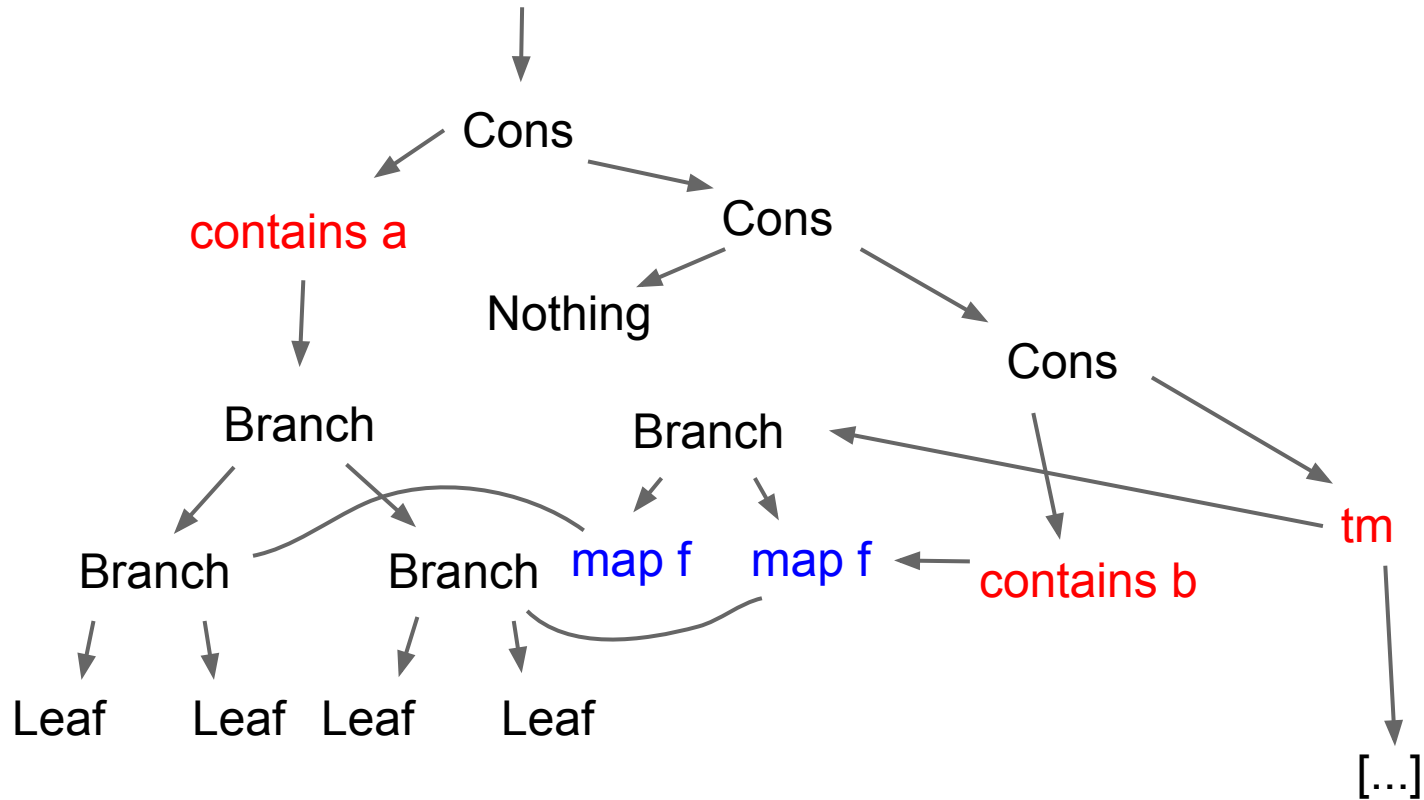 Cons
contains a
Cons
Nothing
Cons
Branch
Branch
tm
Branch
Branch
map f
map f
contains b
Leaf
Leaf
Leaf
Leaf
[...]